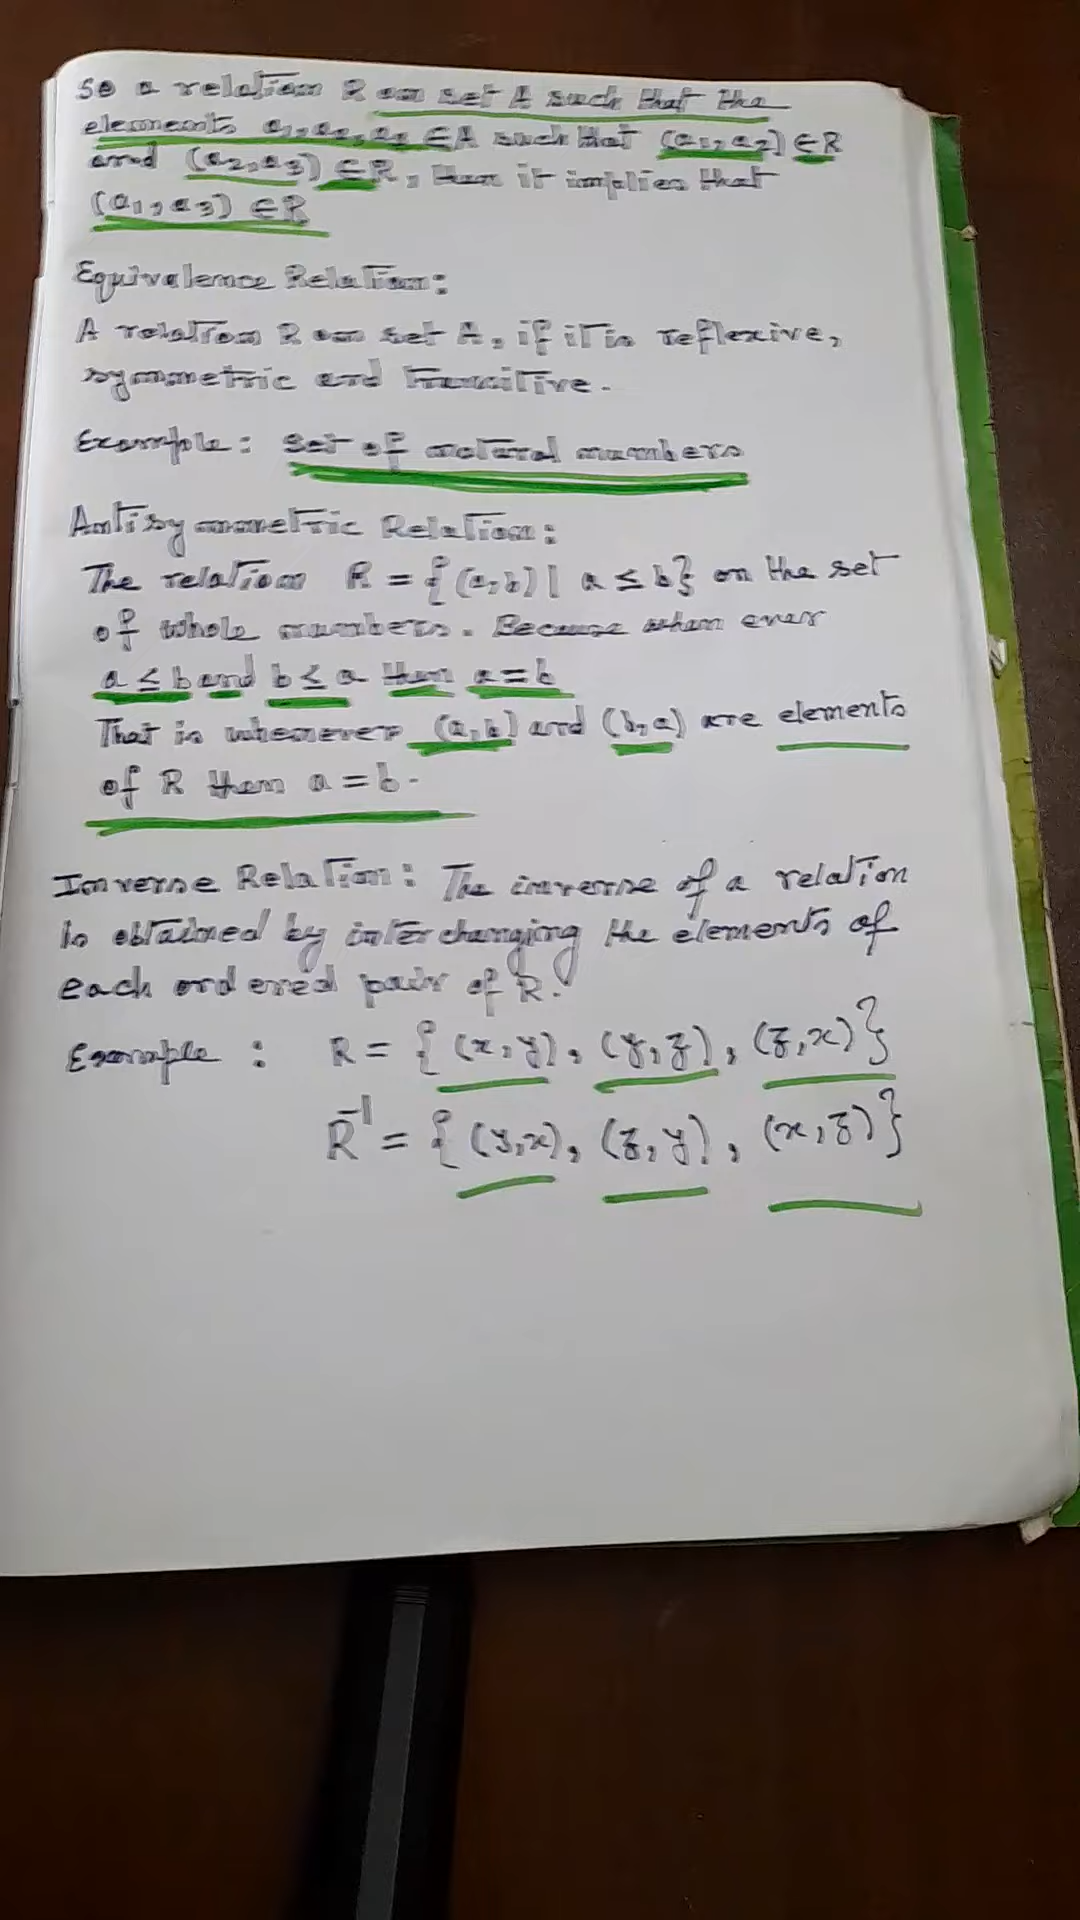 So a relation R on set A such that the
elements a₁,a₂,a₃ ∈A such that (a₁,a₂) ∈R
and (a₂,a₃) ∈R, then it implies that
(a₁,a₃) ∈R
Equivalence Relation:
A relation R on set A, if it is reflexive,
symmetric and transitive.
Example: Set of natural numbers
Antisymmetric Relation:
The relation R = {(a,b) | a ≤ b} on the set
of whole numbers. Because when ever
a ≤ b and b ≤ a then a = b
That is whenever (a,b) and (b,a) are elements
of R then a = b.
Inverse Relation: The inverse of a relation
is obtained by interchanging the elements of
each ordered pair of R.
Example : R = {(x,y), (y,z), (z,x)}
R⁻¹ = {(y,x), (z,y), (x,z)}